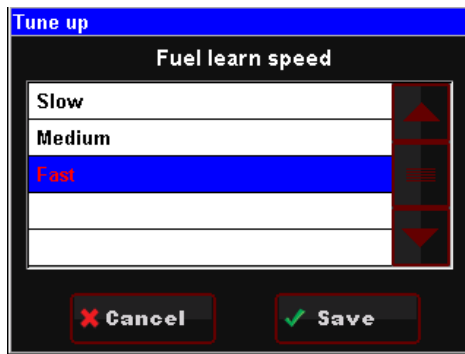 Tune up
Fuel learn speed
Slow
Medium
Fast
Cancel
Save